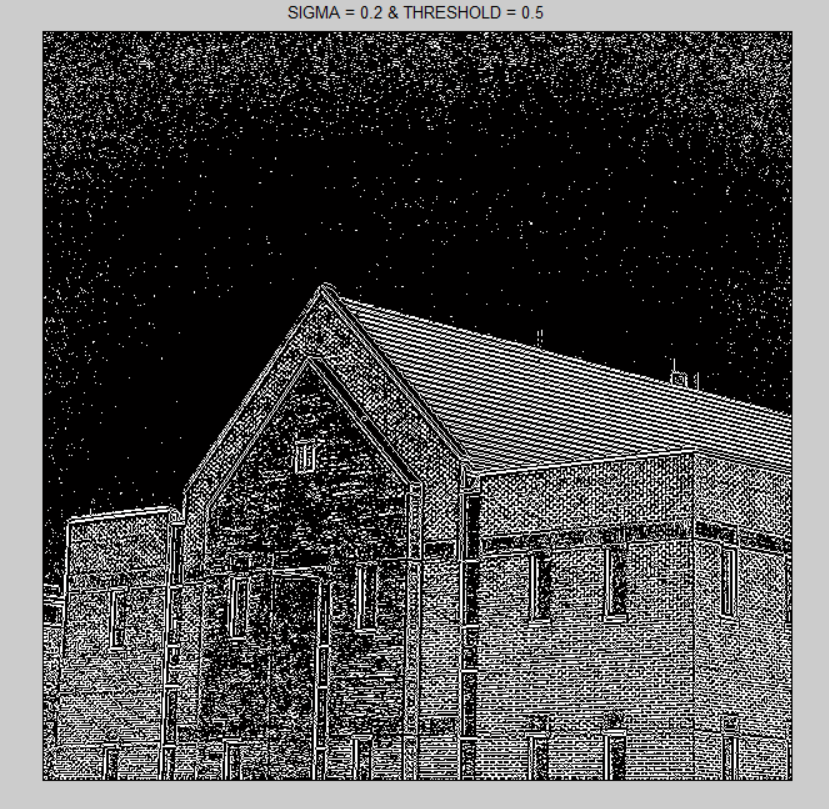 SIGMA = 0.2 & THRESHOLD = 0.5